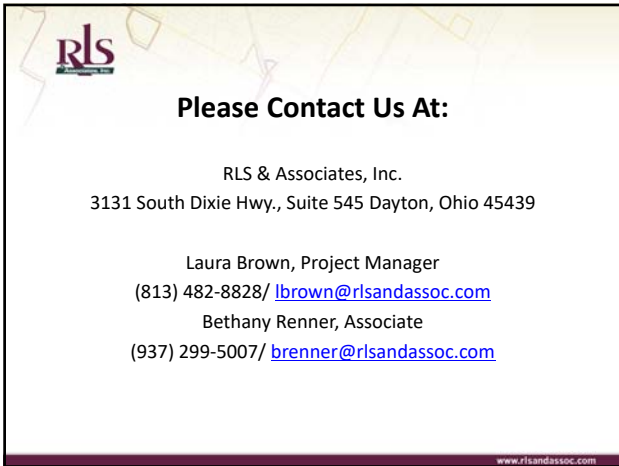 RLS
& Associates, Inc.
Please Contact Us At:
RLS & Associates, Inc.
3131 South Dixie Hwy., Suite 545 Dayton, Ohio 45439
Laura Brown, Project Manager
(813) 482-8828/ lbrown@rlsandassoc.com
Bethany Renner, Associate
(937) 299-5007/ brenner@rlsandassoc.com
www.rlsandassoc.com